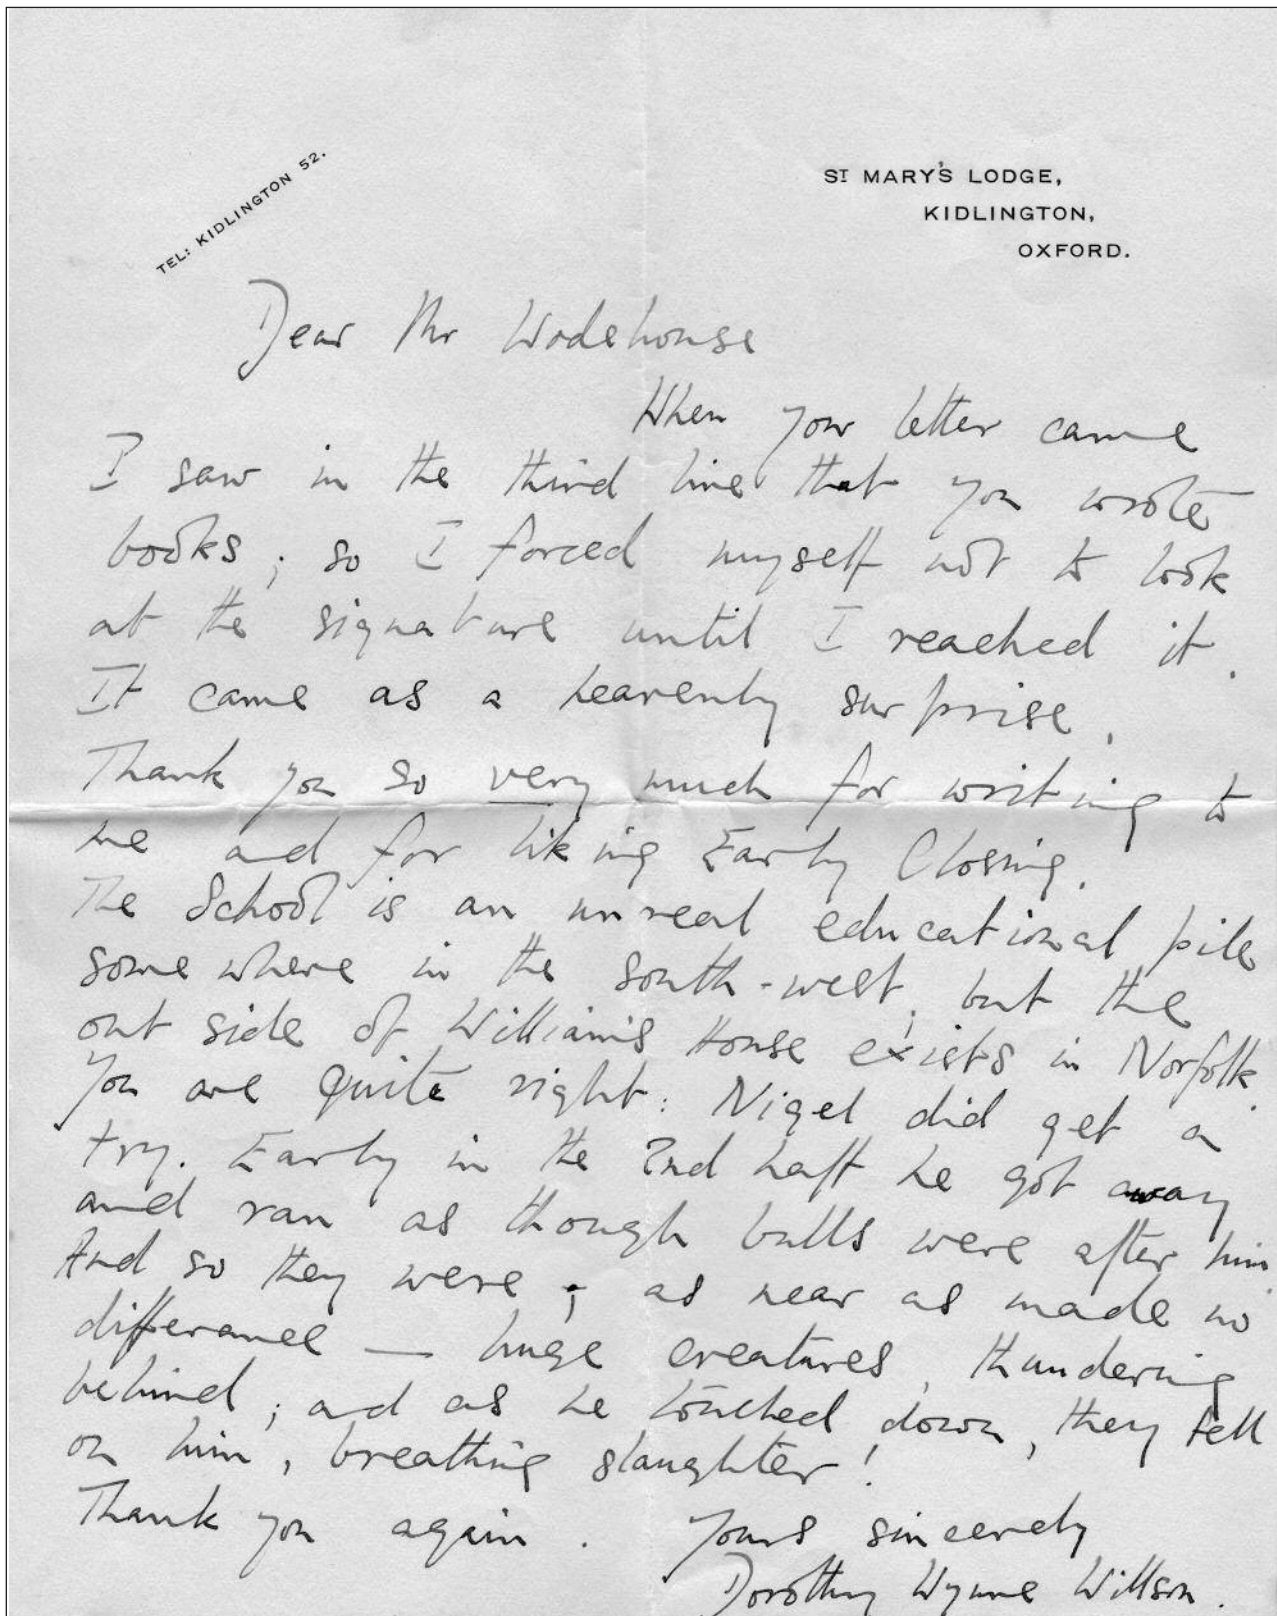 TEL: KIDLINGTON 52.
ST MARY'S LODGE,
KIDLINGTON,
OXFORD.
Dear Mr Wodehouse
When your letter came
I saw in the third line that you wrote
books; so I forced myself not to look
at the signature until I reached it.
It came as a heavenly surprise.
Thank you so very much for writing to
me and for liking Early Closing.
The School is an unreal educational pile
somewhere in the south-west, but the
outside of William's House exists in Norfolk.
You are quite right: Nigel did get a
try. Early in the 2nd half he got away
and ran as though bulls were after him
And so they were; as near as made no
difference — huge creatures, thundering
behind; and as he touched down, they fell
on him, breathing slaughter!
Thank you again. Yours sincerely
Dorothy Wynne Willson.